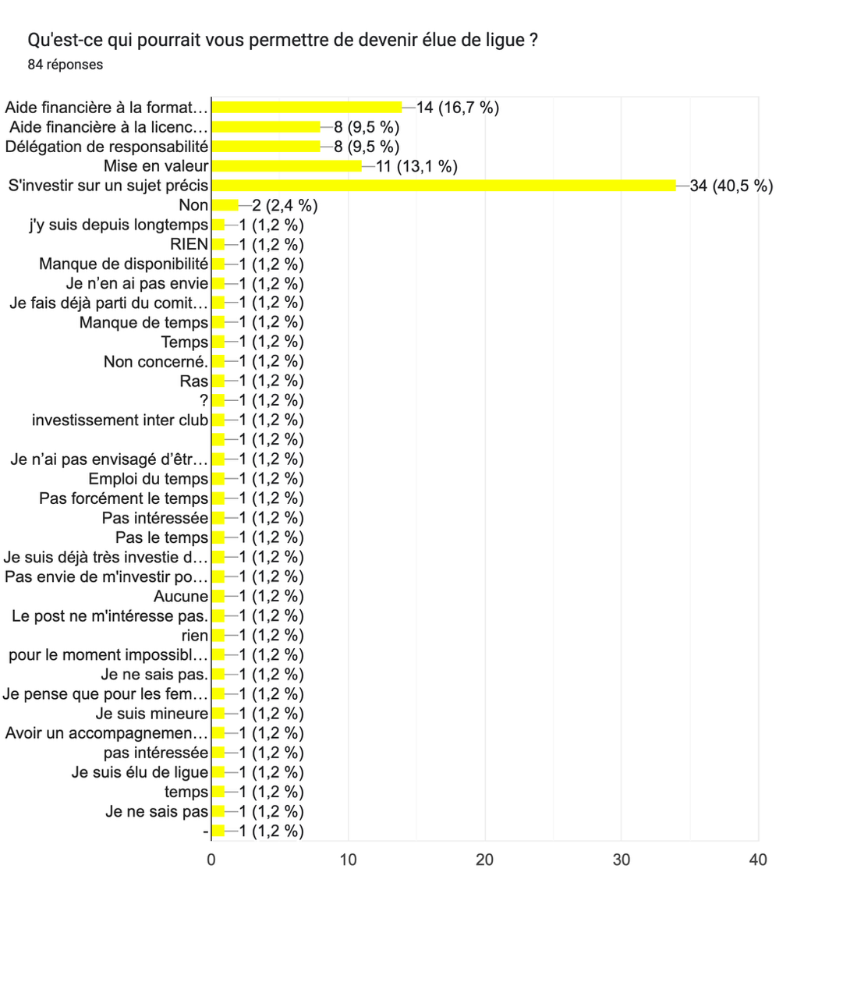 Qu'est-ce qui pourrait vous permettre de devenir élue de ligue ?
84 réponses
Aide financière à la format… 14 (16,7 %)
Aide financière à la licenc… 8 (9,5 %)
Délégation de responsabilité 8 (9,5 %)
Mise en valeur 11 (13,1 %)
S'investir sur un sujet précis 34 (40,5 %)
Non 2 (2,4 %)
j'y suis depuis longtemps 1 (1,2 %)
RIEN 1 (1,2 %)
Manque de disponibilité 1 (1,2 %)
Je n’en ai pas envie 1 (1,2 %)
Je fais déjà parti du comit… 1 (1,2 %)
Manque de temps 1 (1,2 %)
Temps 1 (1,2 %)
Non concerné. 1 (1,2 %)
Ras 1 (1,2 %)
? 1 (1,2 %)
investissement inter club 1 (1,2 %)
1 (1,2 %)
Je n’ai pas envisagé d’êtr… 1 (1,2 %)
Emploi du temps 1 (1,2 %)
Pas forcément le temps 1 (1,2 %)
Pas intéressée 1 (1,2 %)
Pas le temps 1 (1,2 %)
Je suis déjà très investie d… 1 (1,2 %)
Pas envie de m'investir po… 1 (1,2 %)
Aucune 1 (1,2 %)
Le post ne m'intéresse pas. 1 (1,2 %)
rien 1 (1,2 %)
pour le moment impossibl… 1 (1,2 %)
Je ne sais pas. 1 (1,2 %)
Je pense que pour les fem… 1 (1,2 %)
Je suis mineure 1 (1,2 %)
Avoir un accompagnemen… 1 (1,2 %)
pas intéressée 1 (1,2 %)
Je suis élu de ligue 1 (1,2 %)
temps 1 (1,2 %)
Je ne sais pas 1 (1,2 %)
- 1 (1,2 %)
0 10 20 30 40